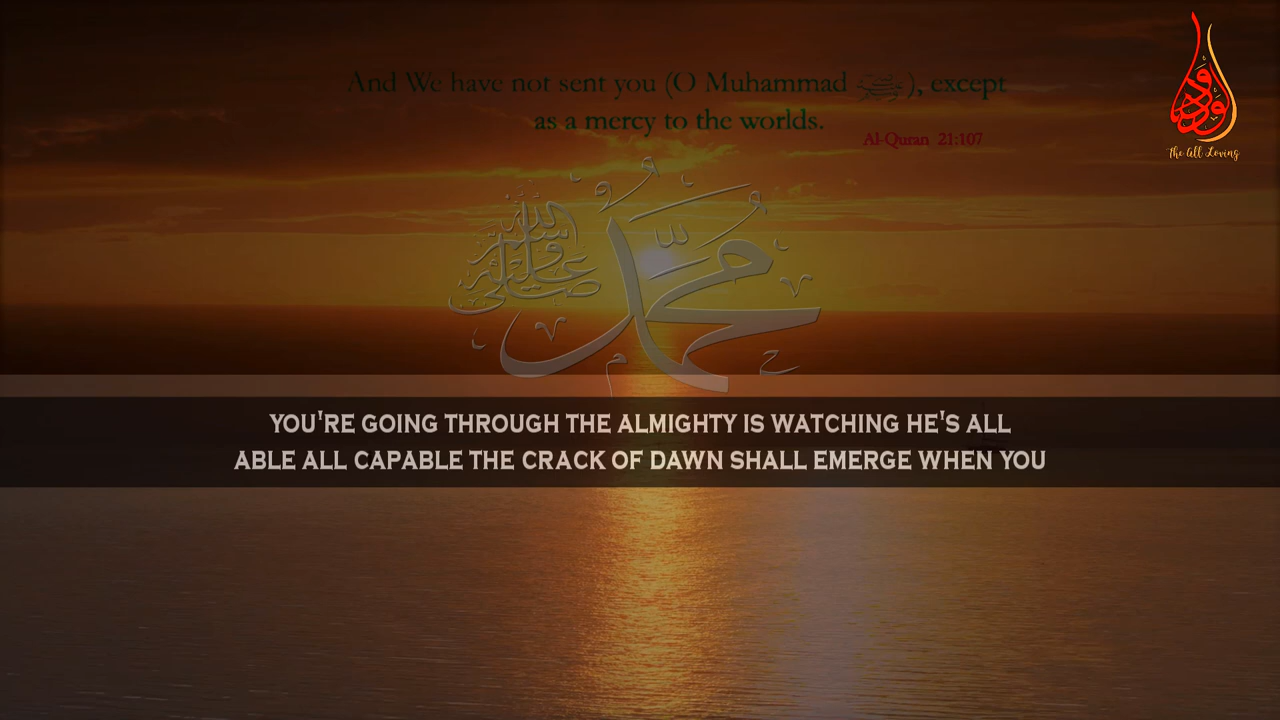 And We have not sent you (O Muhammad ﷺ), except
as a mercy to the worlds.
Al-Quran 21:107
الودود
The All Loving
محمد
صلى الله عليه وسلم
YOU'RE GOING THROUGH THE ALMIGHTY IS WATCHING HE'S ALL
ABLE ALL CAPABLE THE CRACK OF DAWN SHALL EMERGE WHEN YOU